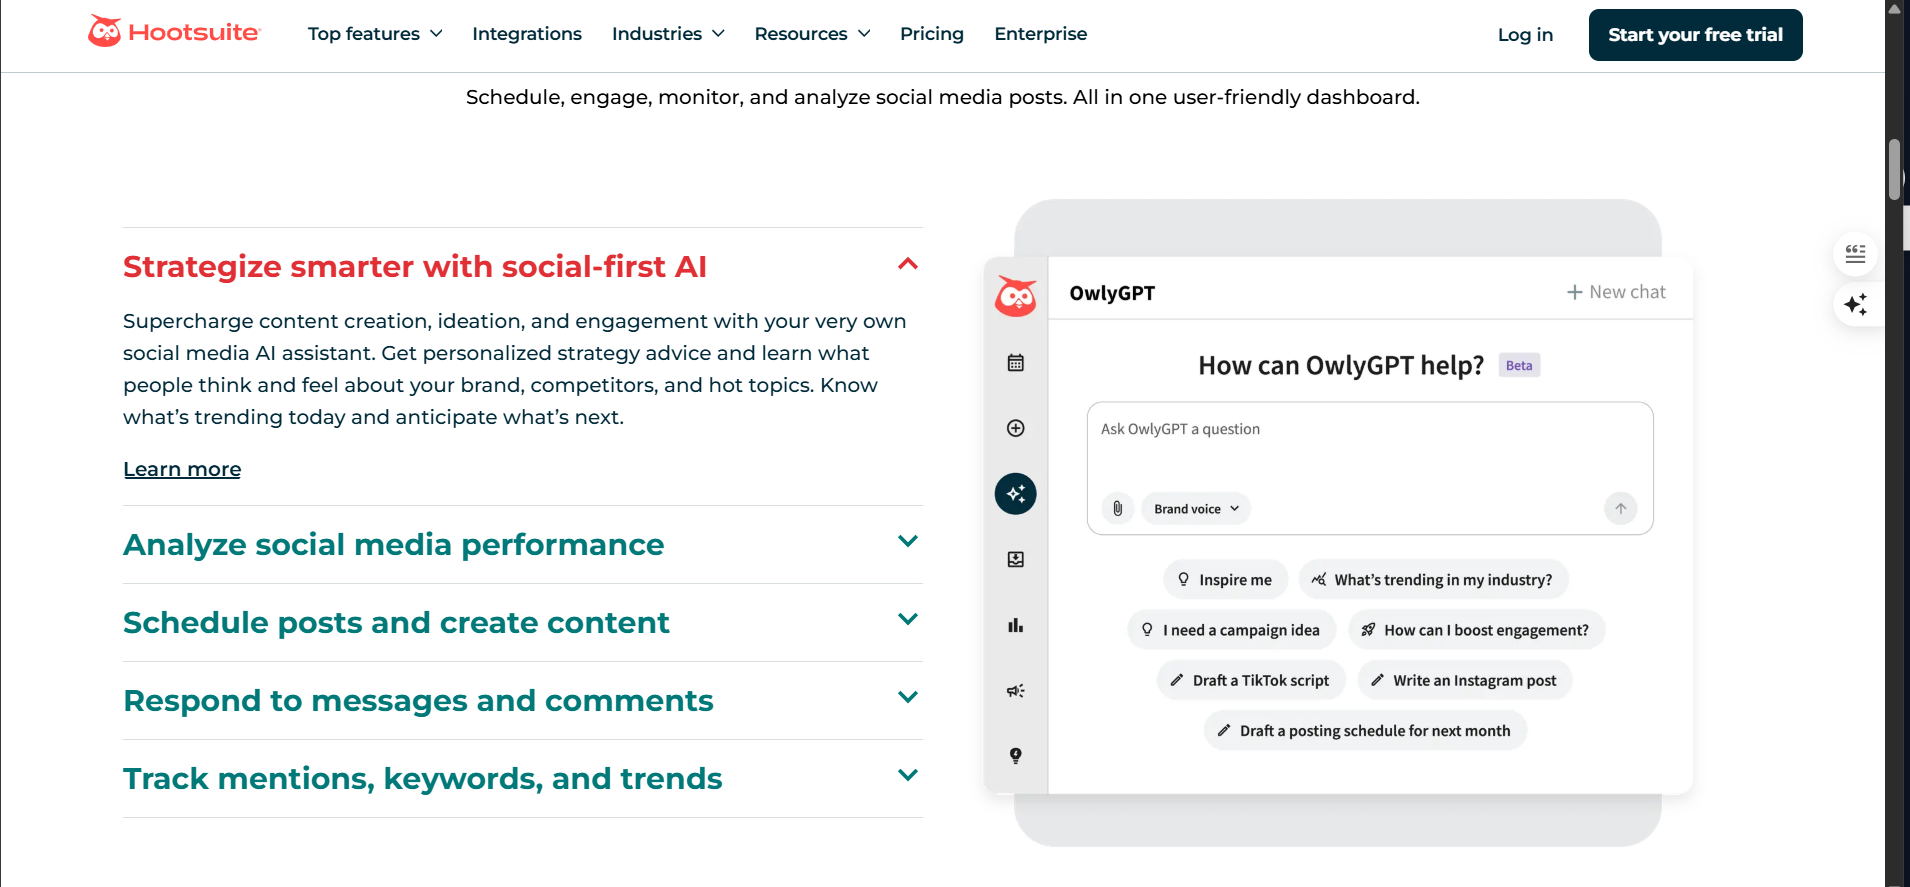 Hootsuite
Top features
Integrations
Industries
Resources
Pricing
Enterprise
Log in
Start your free trial
Schedule, engage, monitor, and analyze social media posts. All in one user-friendly dashboard.
Strategize smarter with social-first AI
Supercharge content creation, ideation, and engagement with your very own
social media AI assistant. Get personalized strategy advice and learn what
people think and feel about your brand, competitors, and hot topics. Know
what’s trending today and anticipate what’s next.
Learn more
Analyze social media performance
Schedule posts and create content
Respond to messages and comments
Track mentions, keywords, and trends
OwlyGPT
+ New chat
How can OwlyGPT help?
Beta
Ask OwlyGPT a question
Brand voice
Inspire me
What’s trending in my industry?
I need a campaign idea
How can I boost engagement?
Draft a TikTok script
Write an Instagram post
Draft a posting schedule for next month